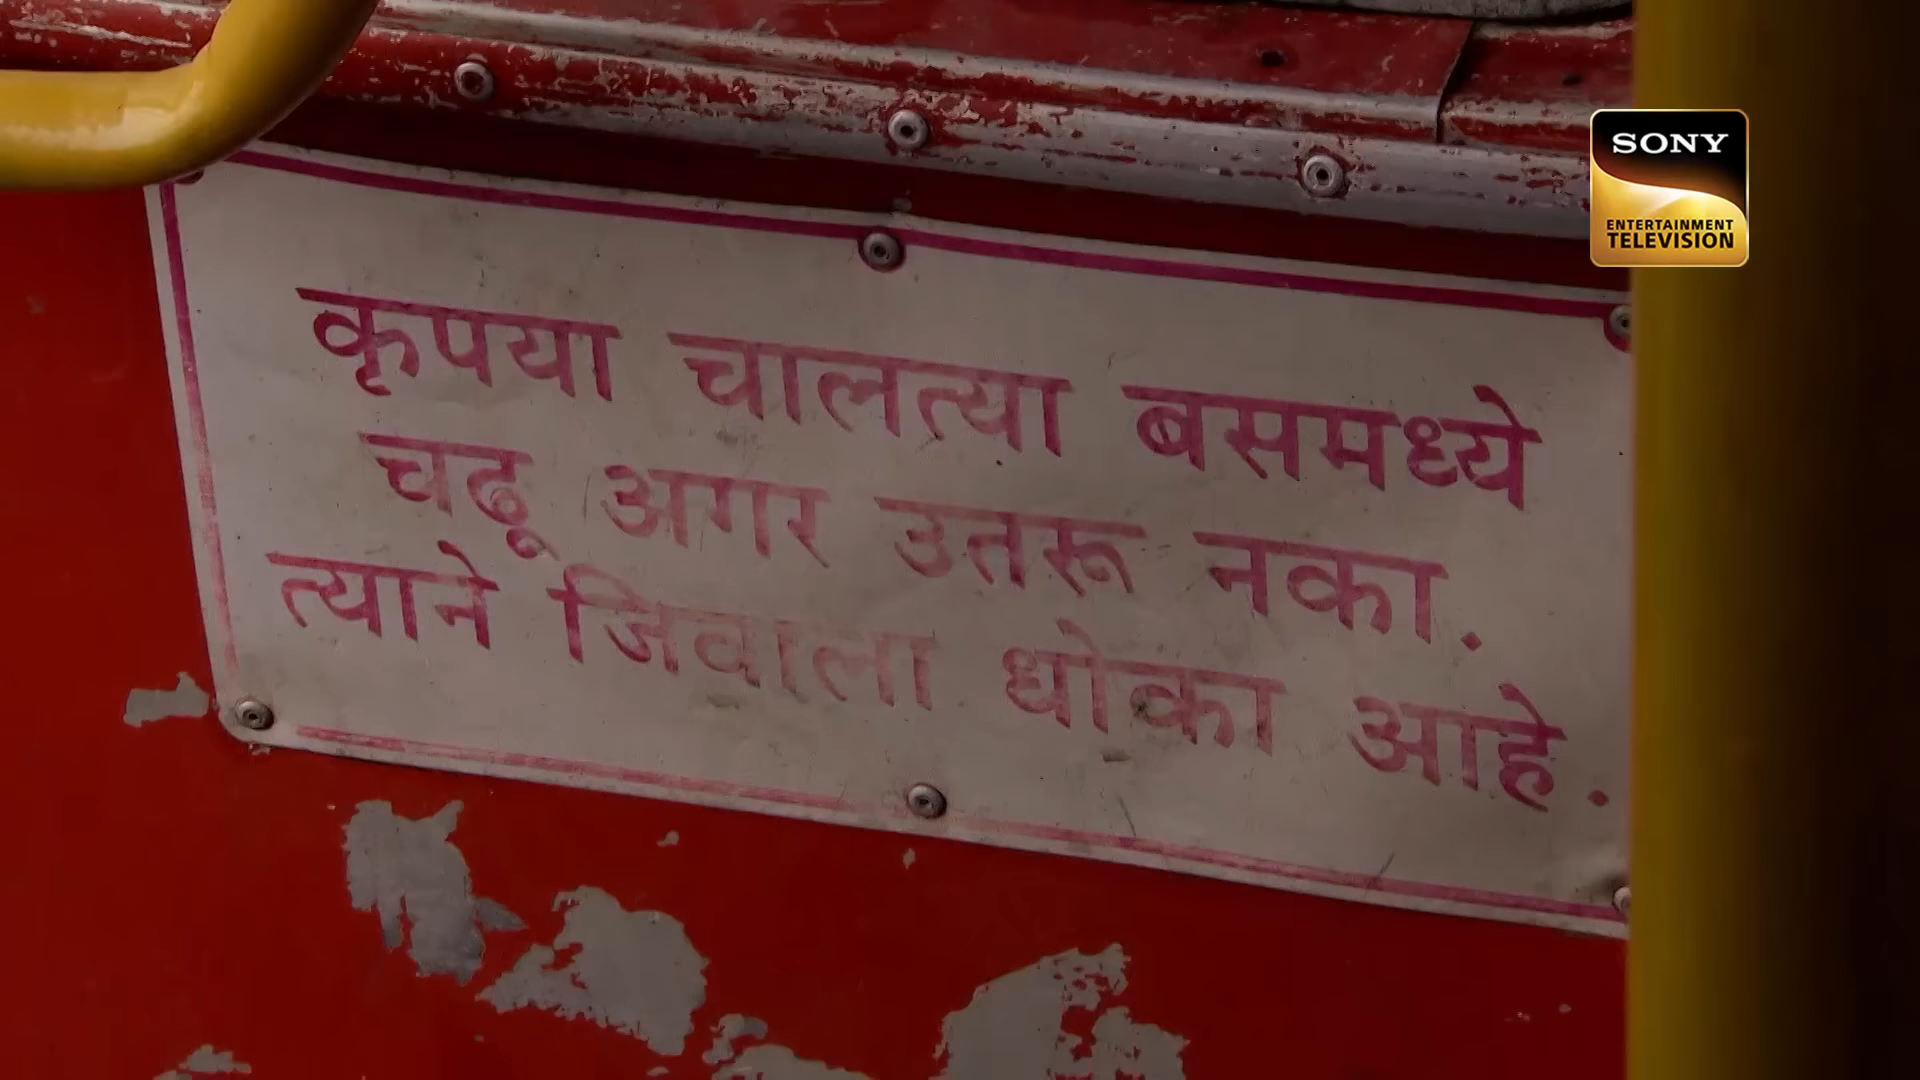 SONY
ENTERTAINMENT
TELEVISION
कृपया चालत्या बसमध्ये
चढू अगर उतरू नका.
त्याने जिवाला धोका आहे.